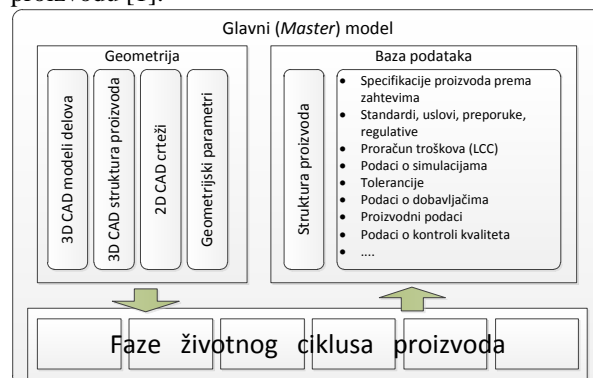 proizvoda [1].
Glavni (Master) model
Geometrija
3D CAD modeli delova
3D CAD struktura proizvoda
2D CAD crteži
Geometrijski parametri
Baza podataka
Struktura proizvoda
• Specifikacije proizvoda prema
zahtevima
• Standardi, uslovi, preporuke,
regulative
• Proračun troškova (LCC)
• Podaci o simulacijama
• Tolerancije
• Podaci o dobavljačima
• Proizvodni podaci
• Podaci o kontroli kvaliteta
• ....
Faze životnog ciklusa proizvoda